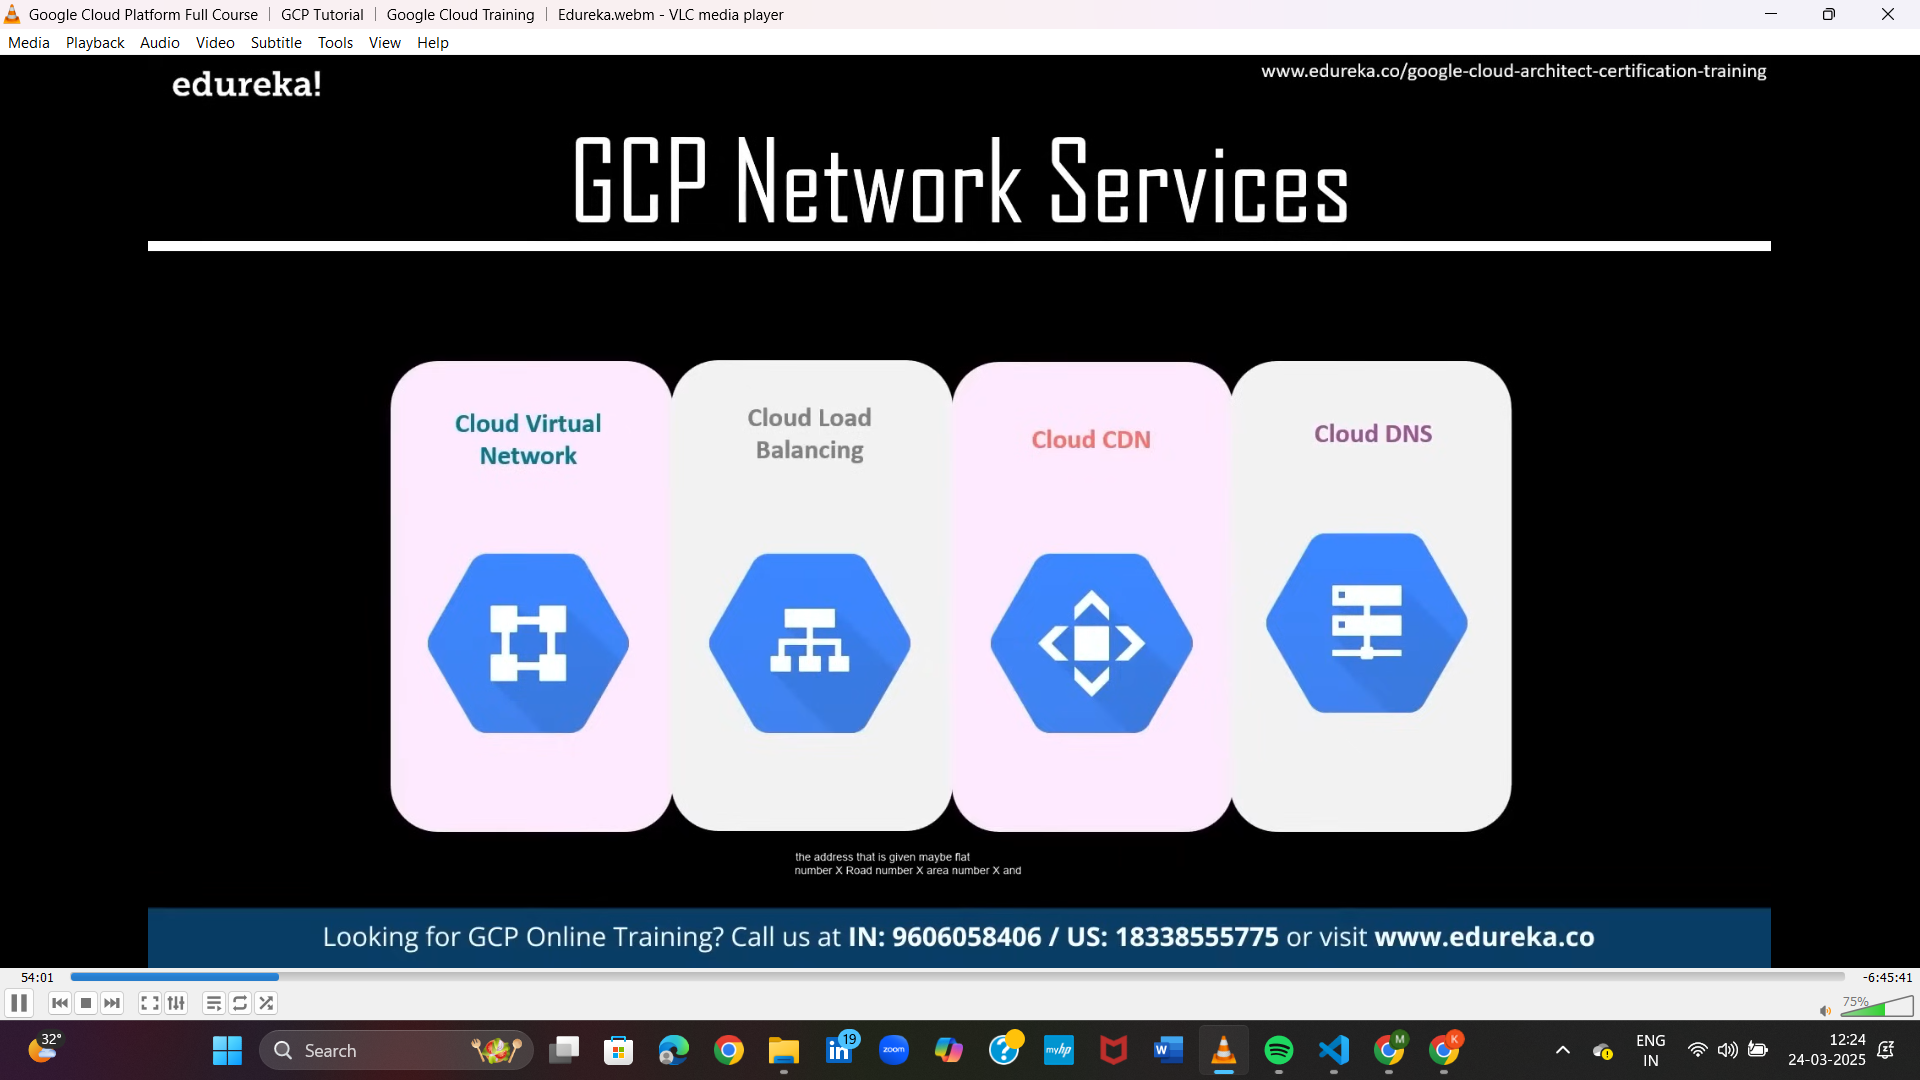 Google Cloud Platform Full Course | GCP Tutorial | Google Cloud Training | Edureka.webm - VLC media player
Media Playback Audio Video Subtitle Tools View Help
edureka!
www.edureka.co/google-cloud-architect-certification-training
GCP Network Services
Cloud Virtual
Network
Cloud Load
Balancing
Cloud CDN
Cloud DNS
the address that is given maybe flat
number X Road number X area number X and
Looking for GCP Online Training? Call us at IN: 9606058406 / US: 18338555775 or visit www.edureka.co
54:01
-6:45:41
75%
32°
Search
19
zoom
myhp
W
M
K
ENG
IN
12:24
24-03-2025